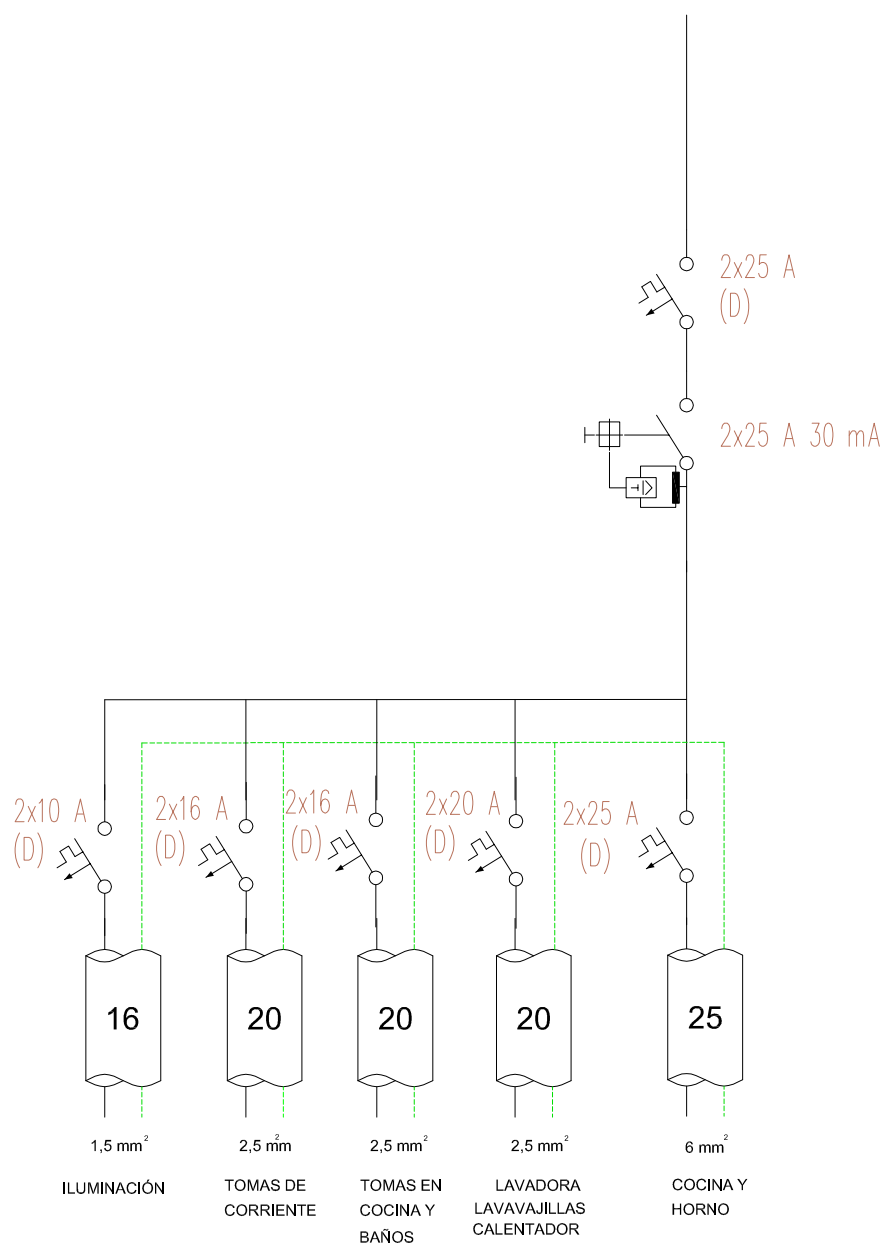 2x25 A
(D)
2x25 A 30 mA
2x10 A
(D)
2x16 A
(D)
2x16 A
(D)
2x20 A
(D)
2x25 A
(D)
16
20
20
20
25
1,5 mm²
2,5 mm²
2,5 mm²
2,5 mm²
6 mm²
ILUMINACIÓN
TOMAS DE
CORRIENTE
TOMAS EN
COCINA Y
BAÑOS
LAVADORA
LAVAVAJILLAS
CALENTADOR
COCINA Y
HORNO